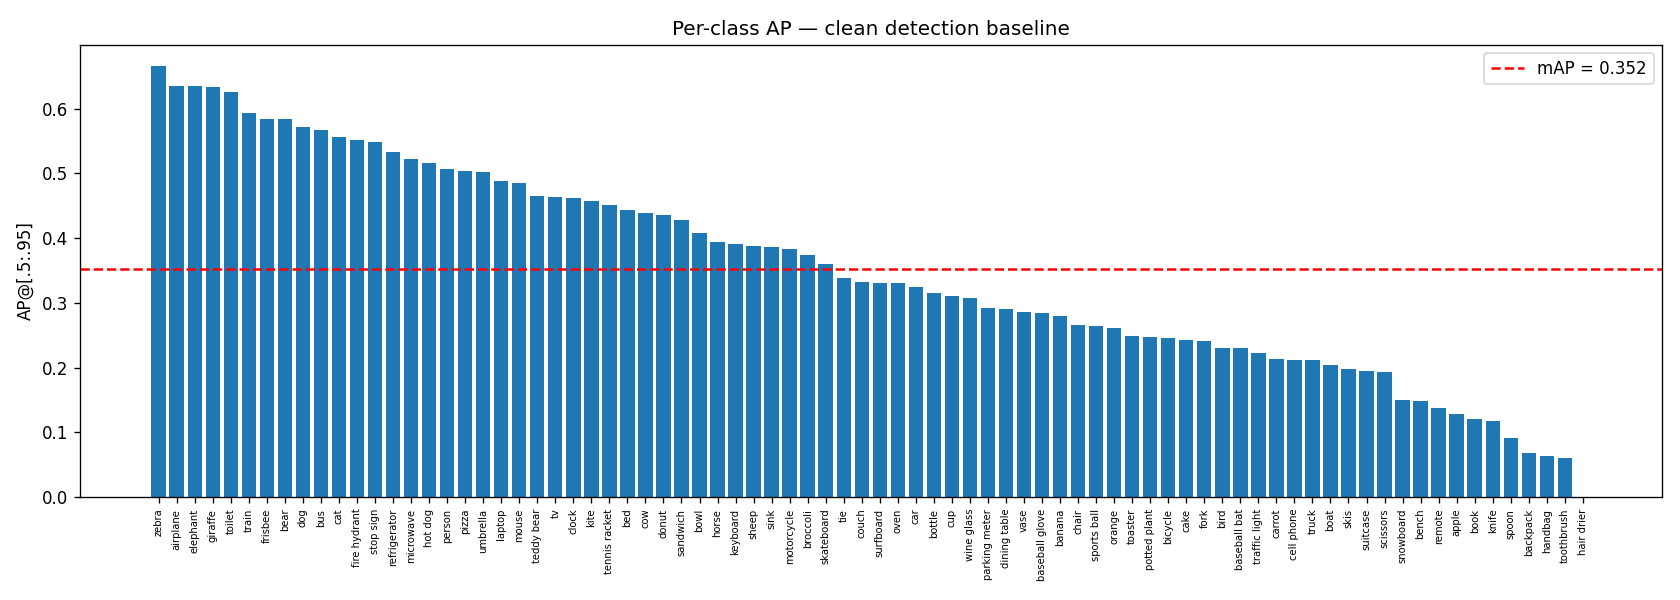 Per-class AP — clean detection baseline
mAP = 0.352
AP@[.5:.95]
0.6
0.5
0.4
0.3
0.2
0.1
0.0
zebra
airplane
elephant
giraffe
toilet
train
frisbee
bear
dog
bus
cat
fire hydrant
stop sign
refrigerator
microwave
hot dog
person
pizza
umbrella
laptop
mouse
teddy bear
tv
clock
kite
tennis racket
bed
cow
donut
sandwich
bowl
horse
keyboard
sheep
sink
motorcycle
broccoli
skateboard
tie
couch
surfboard
oven
car
bottle
cup
wine glass
parking meter
dining table
vase
baseball glove
banana
chair
sports ball
orange
toaster
potted plant
bicycle
cake
fork
bird
baseball bat
traffic light
carrot
cell phone
truck
boat
skis
suitcase
scissors
snowboard
bench
remote
apple
book
knife
spoon
backpack
handbag
toothbrush
hair drier